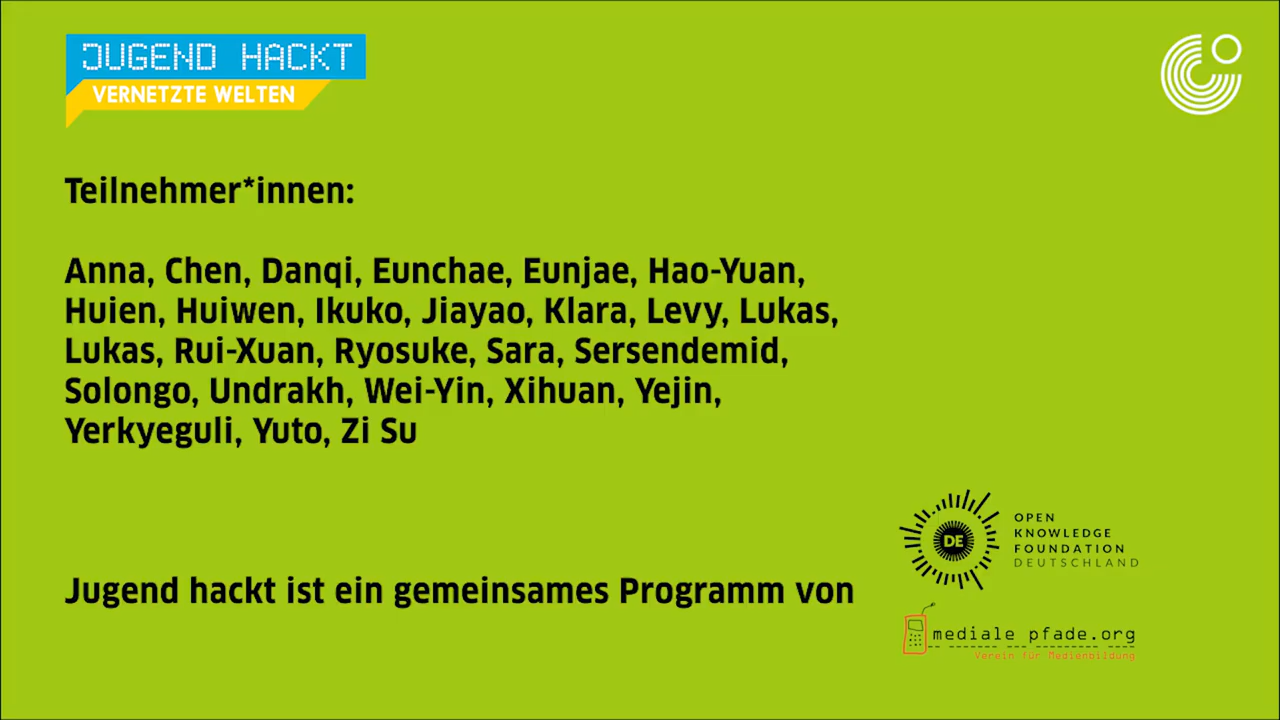 JUGEND HACKT
VERNETZTE WELTEN
Teilnehmer*innen:
Anna, Chen, Danqi, Eunchae, Eunjae, Hao-Yuan,
Huien, Huiwen, Ikuko, Jiayao, Klara, Levy, Lukas,
Lukas, Rui-Xuan, Ryosuke, Sara, Sersendemid,
Solongo, Undrakh, Wei-Yin, Xihuan, Yejin,
Yerkyeguli, Yuto, Zi Su
Jugend hackt ist ein gemeinsames Programm von
DE
OPEN
KNOWLEDGE
FOUNDATION
DEUTSCHLAND
mediale pfade.org
Verein für Medienbildung